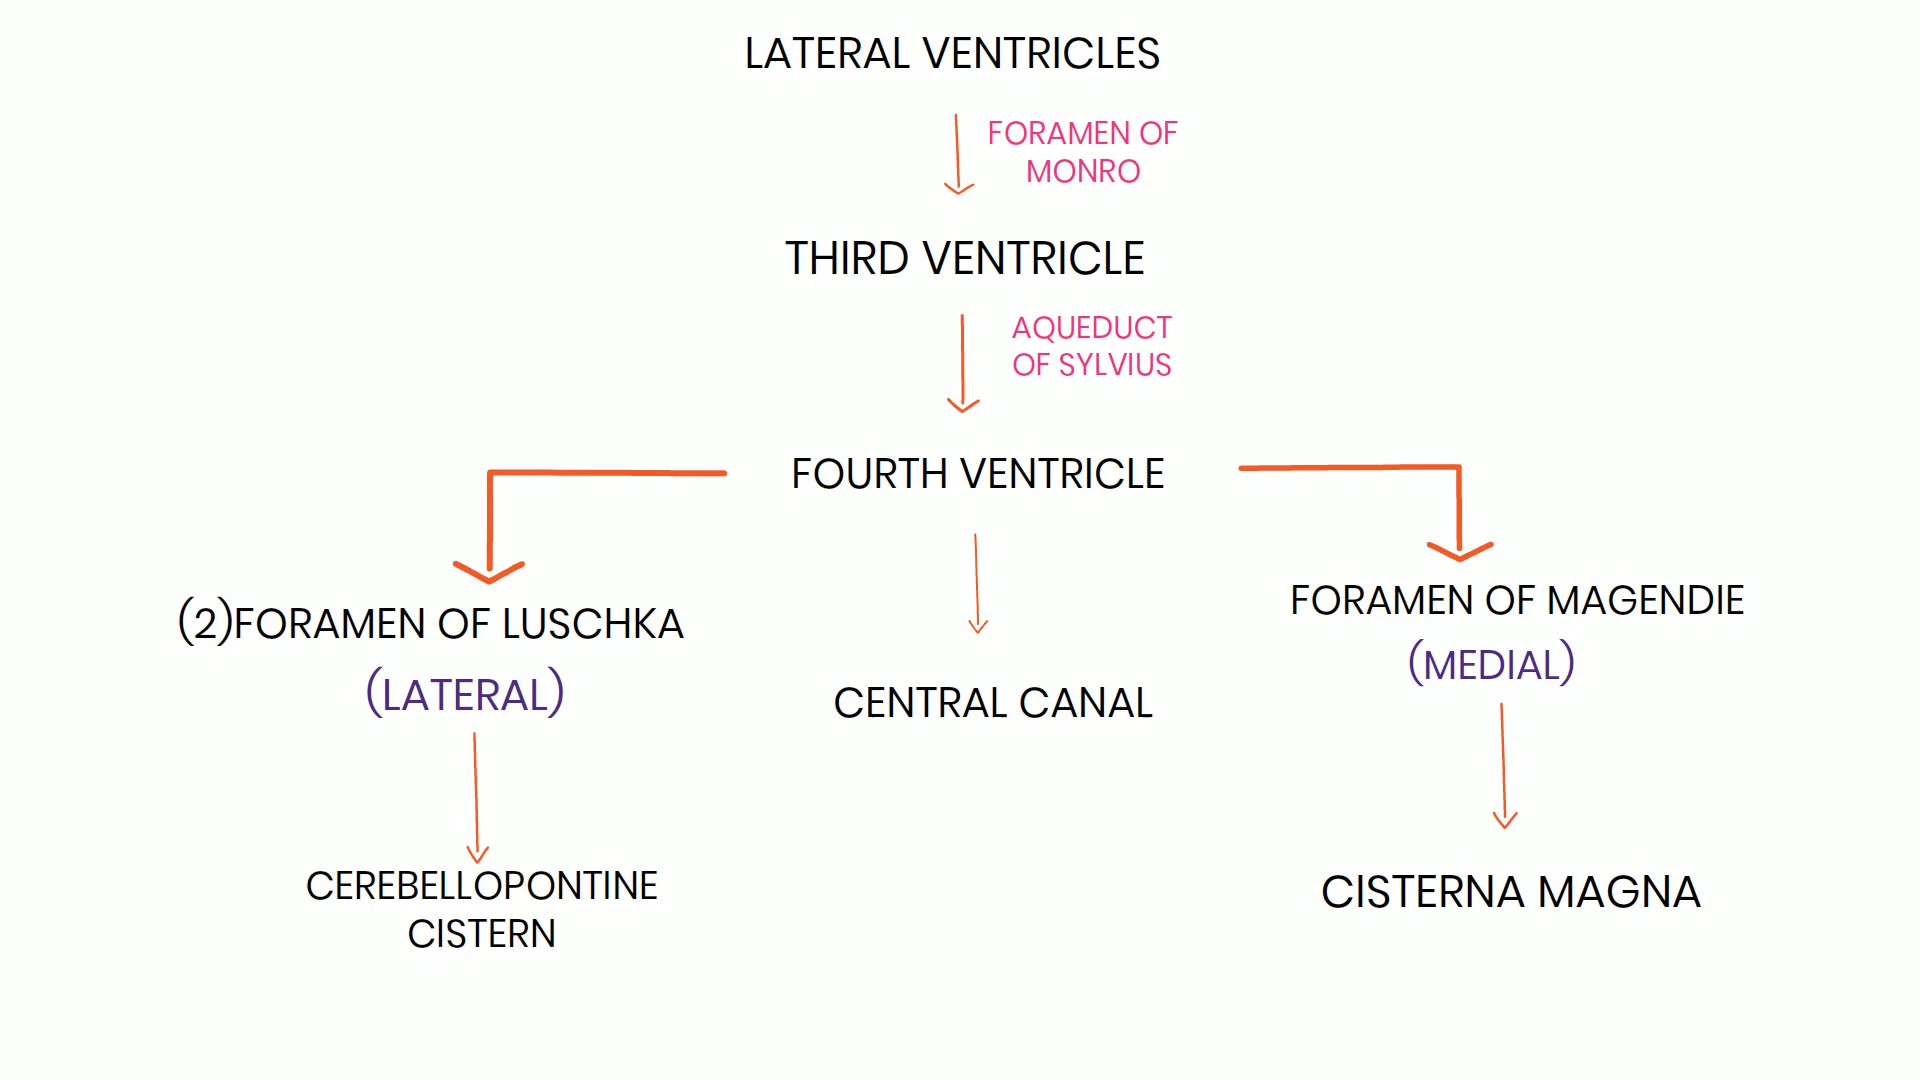 LATERAL VENTRICLES
FORAMEN OF
MONRO
THIRD VENTRICLE
AQUEDUCT
OF SYLVIUS
FOURTH VENTRICLE
(2)FORAMEN OF LUSCHKA
(LATERAL)
CEREBELLOPONTINE
CISTERN
CENTRAL CANAL
FORAMEN OF MAGENDIE
(MEDIAL)
CISTERNA MAGNA